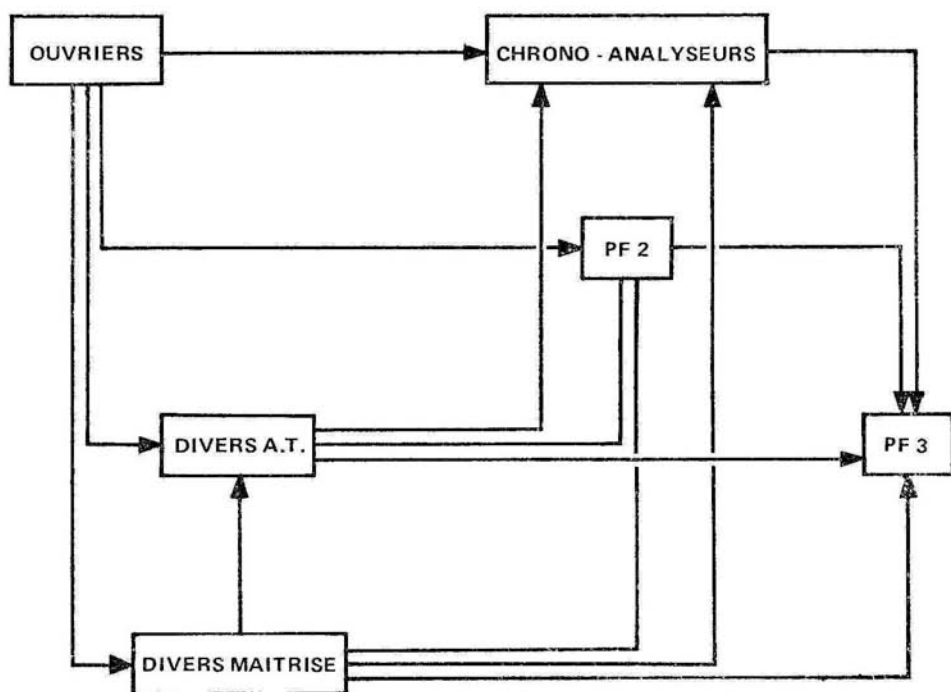 OUVRIERS
CHRONO - ANALYSEURS
PF 2
DIVERS A.T.
PF 3
DIVERS MAITRISE